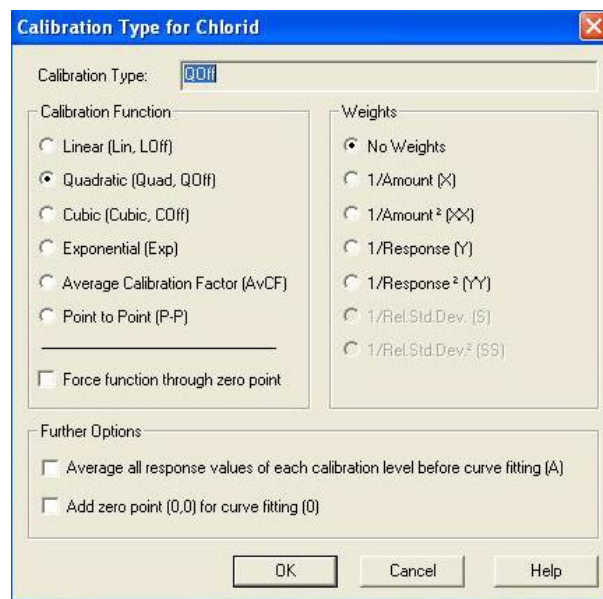 Calibration Type for Chlorid
Calibration Type: QOff
Calibration Function
Linear (Lin, LOff)
Quadratic (Quad, QOff)
Cubic (Cubic, COff)
Exponential (Exp)
Average Calibration Factor (AvCF)
Point to Point (P-P)
Force function through zero point
Weights
No Weights
1/Amount (X)
1/Amount ² (XX)
1/Response (Y)
1/Response ² (YY)
1/Rel.Std.Dev. (S)
1/Rel.Std.Dev.² (SS)
Further Options
Average all response values of each calibration level before curve fitting (A)
Add zero point (0,0) for curve fitting (0)
OK Cancel Help